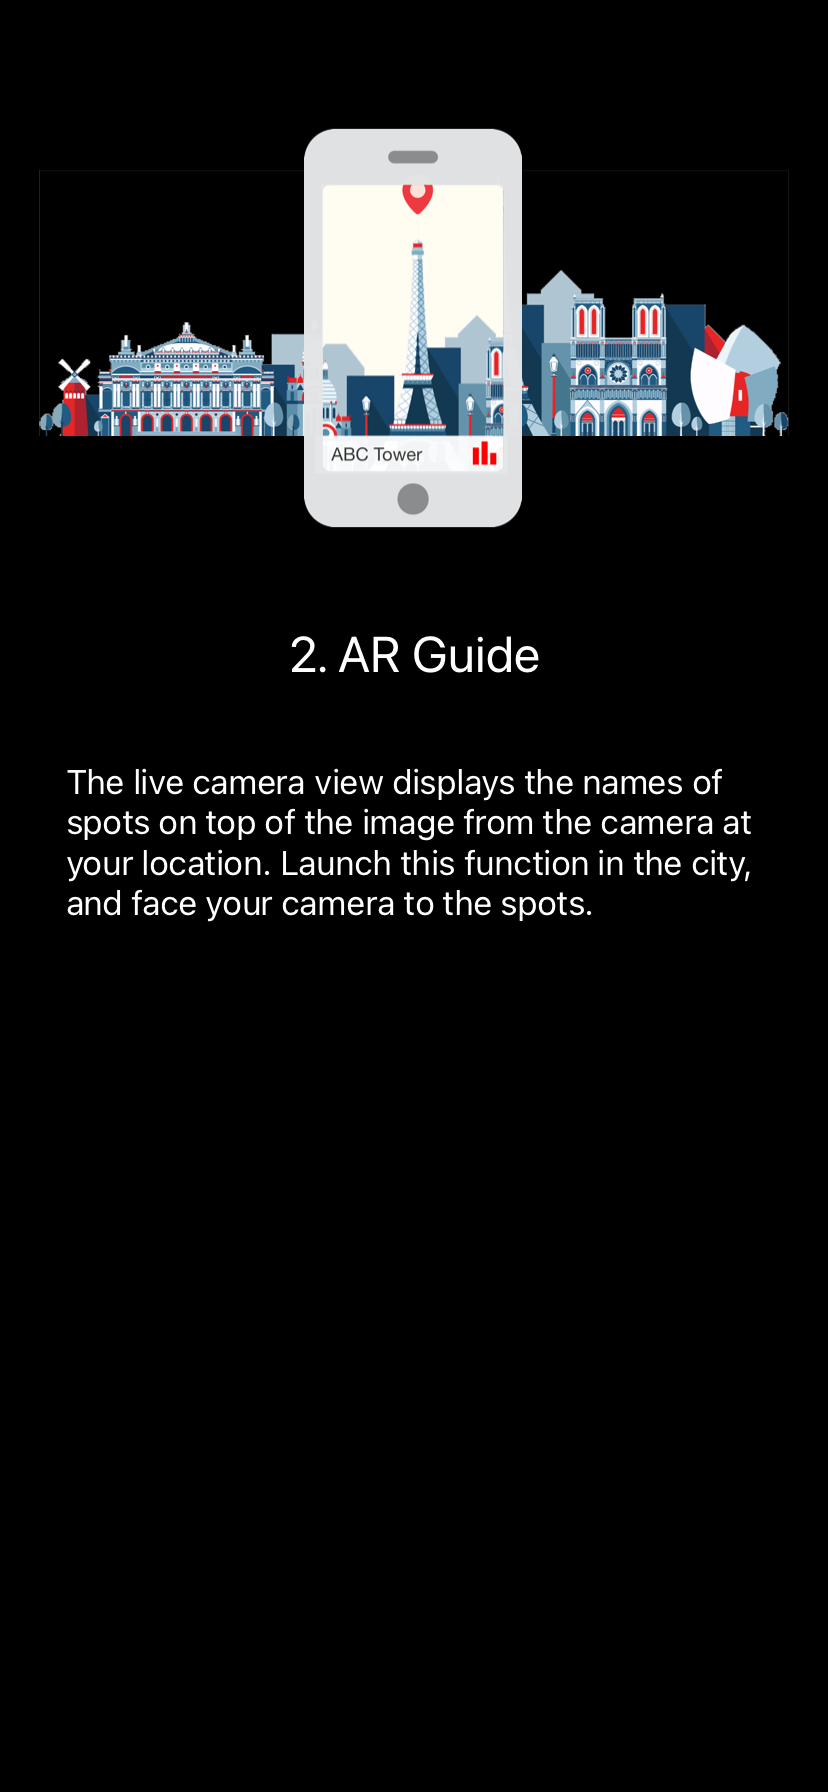 ABC Tower
2. AR Guide
The live camera view displays the names of
spots on top of the image from the camera at
your location. Launch this function in the city,
and face your camera to the spots.